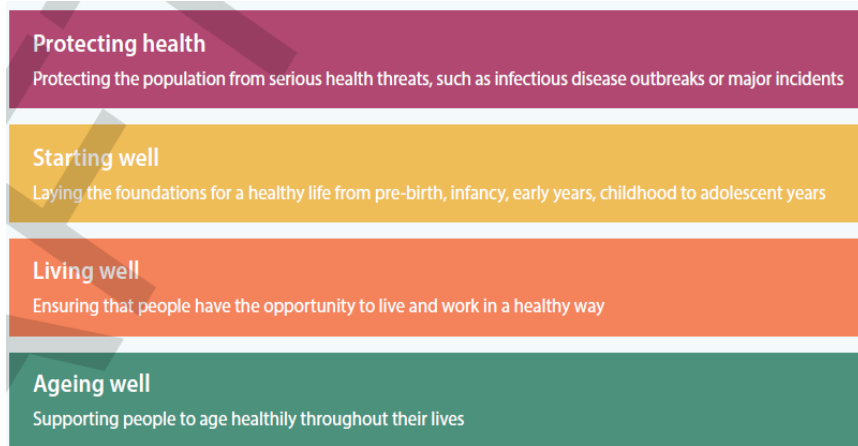 Protecting health
Protecting the population from serious health threats, such as infectious disease outbreaks or major incidents
Starting well
Laying the foundations for a healthy life from pre-birth, infancy, early years, childhood to adolescent years
Living well
Ensuring that people have the opportunity to live and work in a healthy way
Ageing well
Supporting people to age healthily throughout their lives